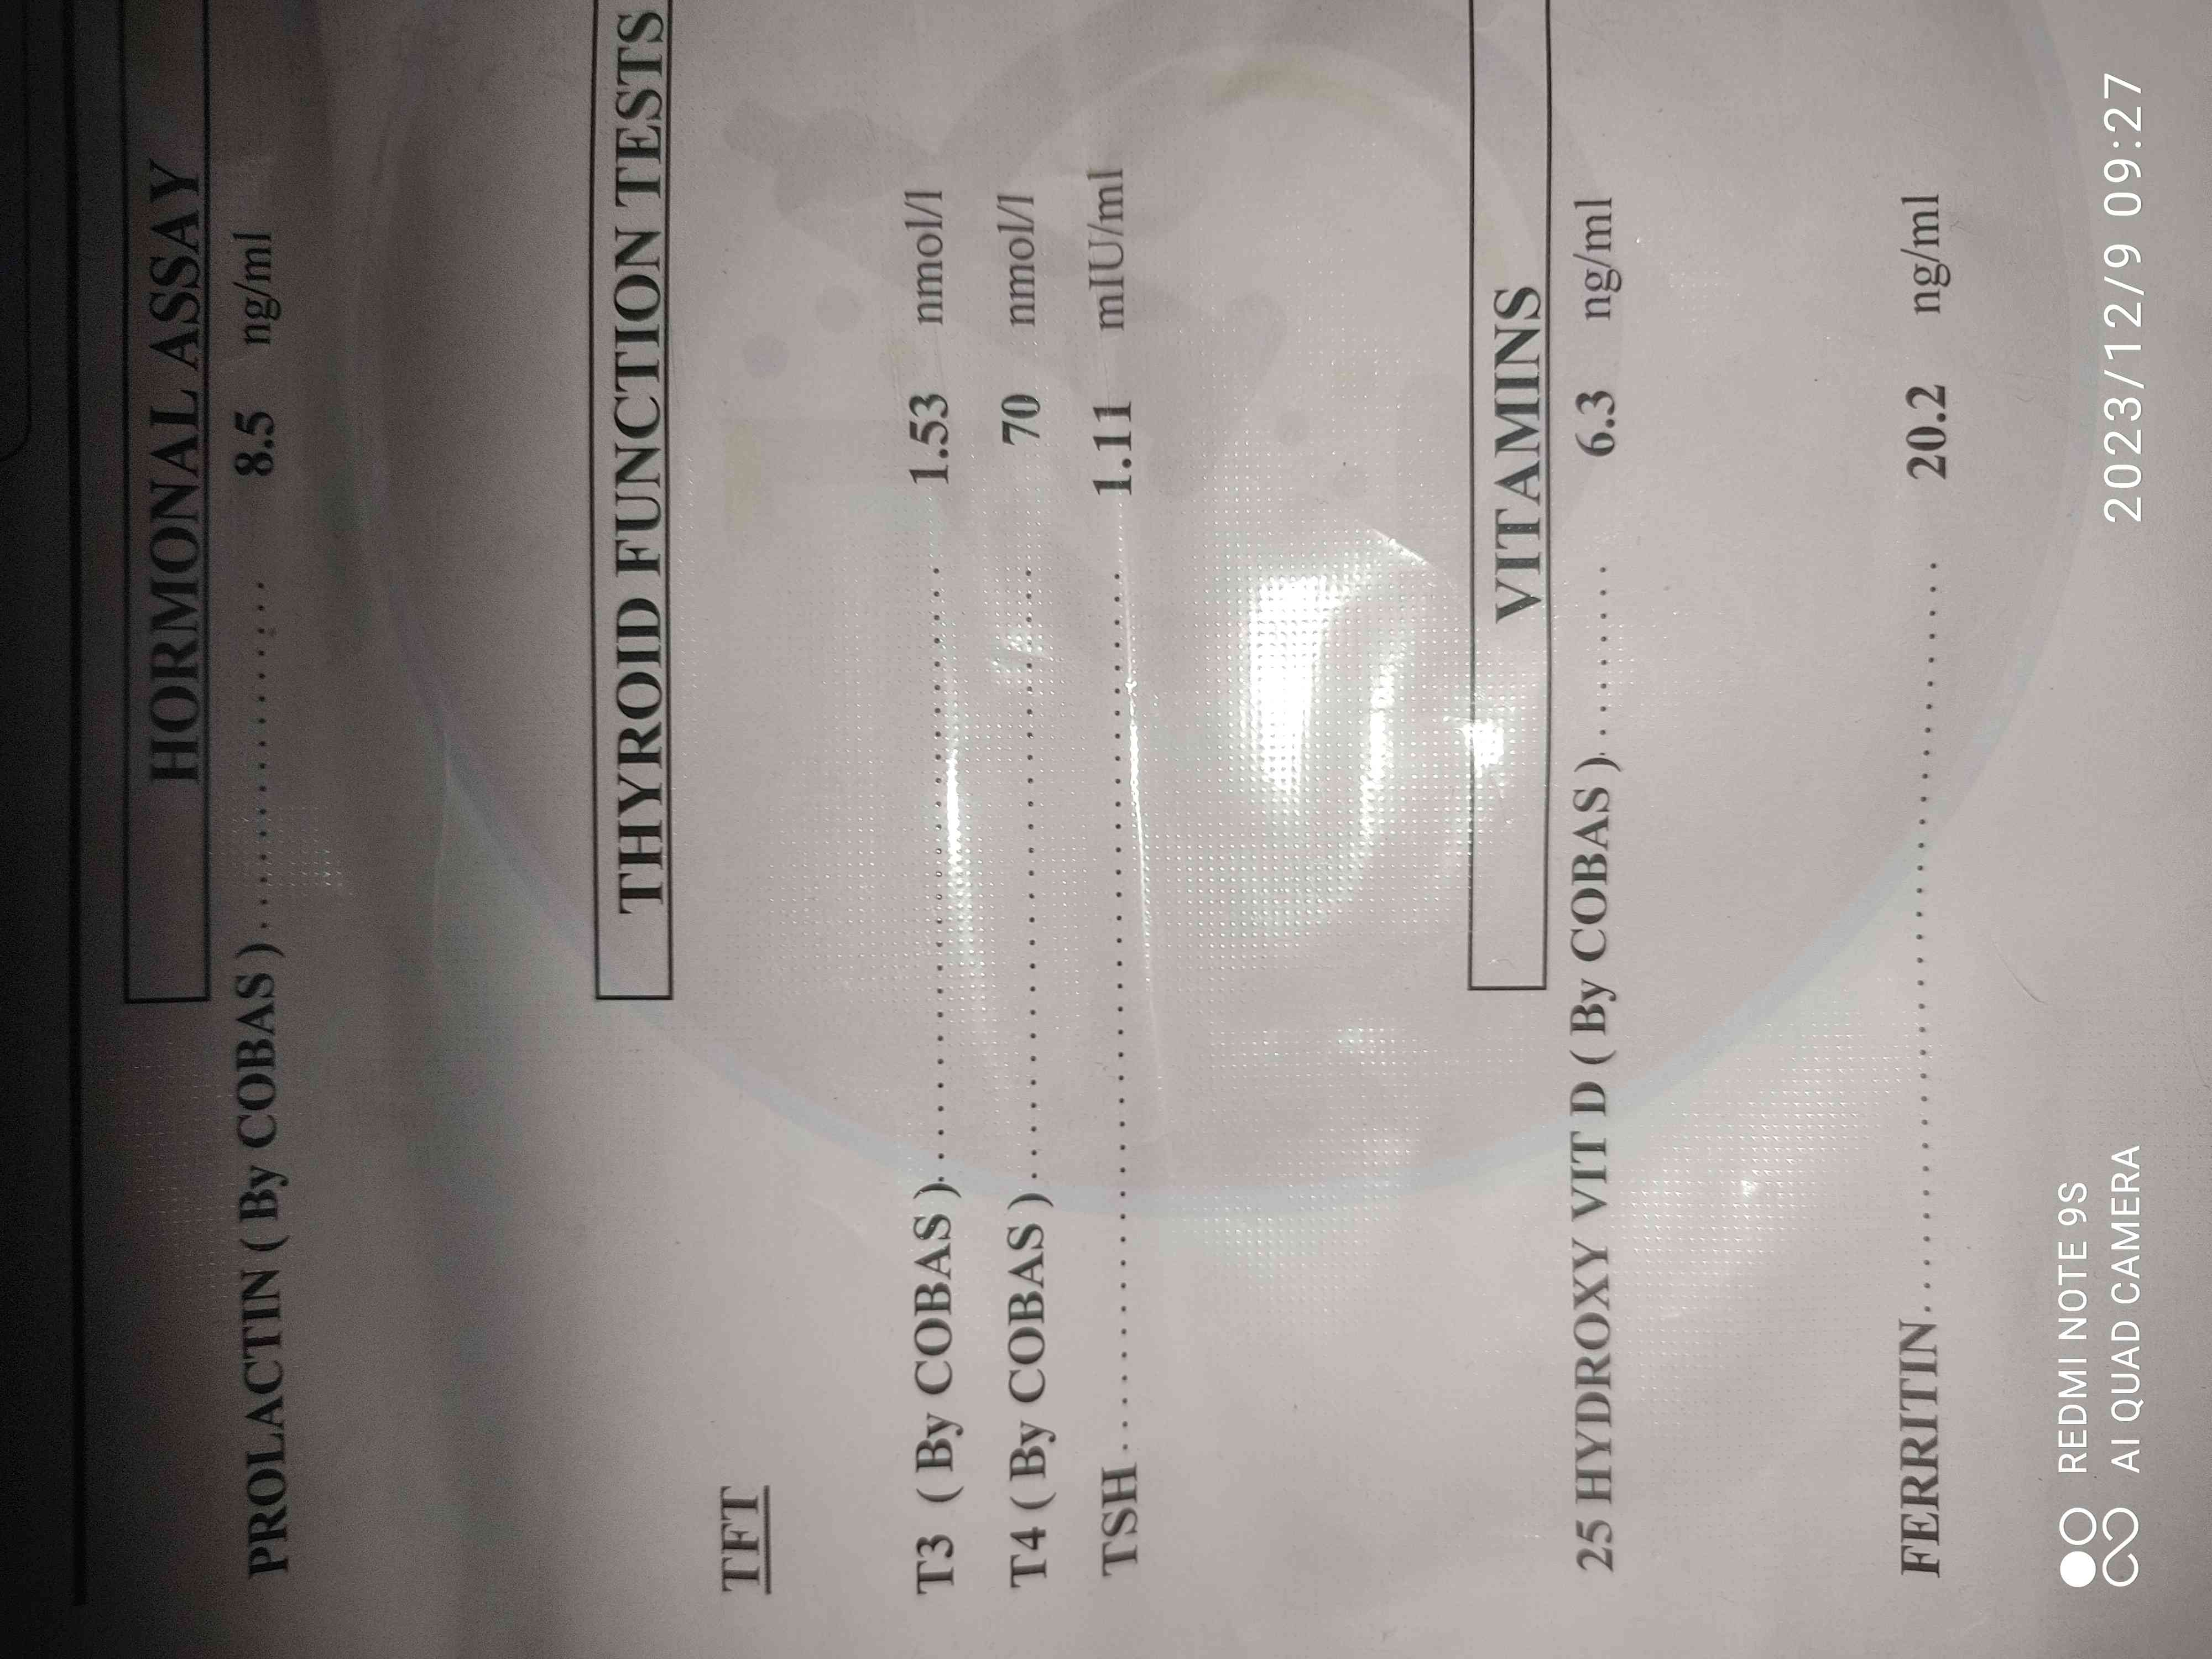 HORMONAL ASSAY
PROLACTIN ( By COBAS ) ........................ 8.5 ng/ml
THYROID FUNCTION TESTS
TFT
T3 ( By COBAS ) ........................................ 1.53 nmol/l
T4 ( By COBAS ) ........................................ 70 nmol/l
TSH ........................................................ 1.11 mIU/ml
VITAMINS
25 HYDROXY VIT D ( By COBAS ) ............ 6.3 ng/ml
FERRITIN ................................................ 20.2 ng/ml
REDMI NOTE 9S
AI QUAD CAMERA
2023/12/9 09:27